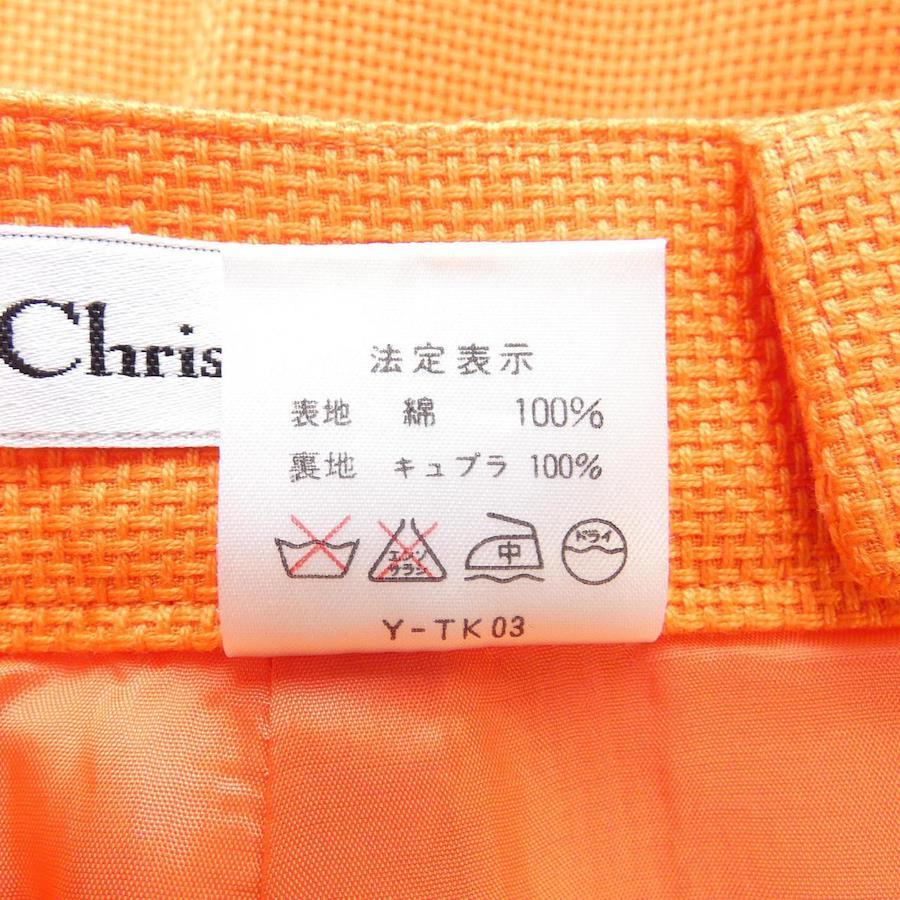 Chris
法定表示
表地 綿 100%
裏地 キュプラ 100%
エンソ
サラシ
中
ドライ
Y-TK03